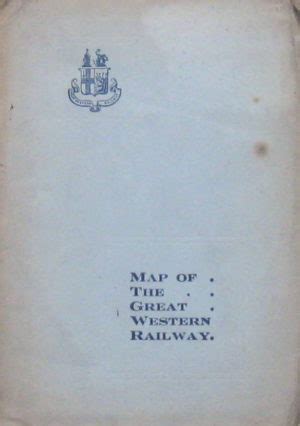 MAP OF .
THE . .
GREAT .
WESTERN
RAILWAY.